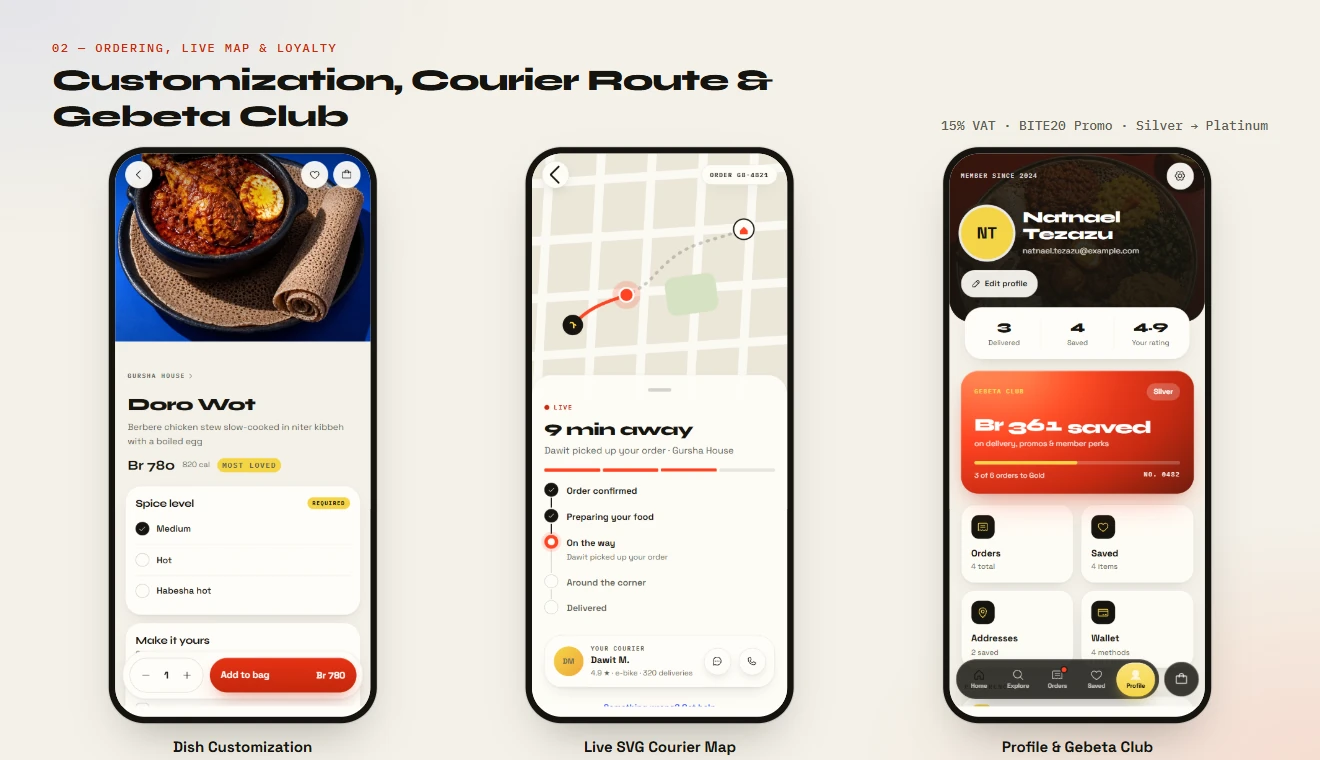 02 — ORDERING, LIVE MAP & LOYALTY
Customization, Courier Route &
Gebeta Club
15% VAT · BITE20 Promo · Silver → Platinum
GURSHA HOUSE >
Doro Wot
Berbere chicken stew slow-cooked in niter kibbeh
with a boiled egg
Br 780 820 cal MOST LOVED
Spice level REQUIRED
Medium
Hot
Habesha hot
Make it yours
− 1 + Add to bag Br 780
Dish Customization
ORDER GB-4821
LIVE
9 min away
Dawit picked up your order · Gursha House
Order confirmed
Preparing your food
On the way
Dawit picked up your order
Around the corner
Delivered
DM
YOUR COURIER
Dawit M.
4.9 ★ · e-bike · 320 deliveries
Something wrong? Get help
Live SVG Courier Map
MEMBER SINCE 2024
NT
Natnael
Tezazu
natnael.tezazu@example.com
Edit profile
3 4 4.9
Delivered Saved Your rating
GEBETA CLUB Silver
Br 361 saved
on delivery, promos & member perks
3 of 6 orders to Gold NO. 0482
Orders Saved
4 total 4 items
Addresses Wallet
2 saved 4 methods
Home Explore Orders Saved Profile
Profile & Gebeta Club